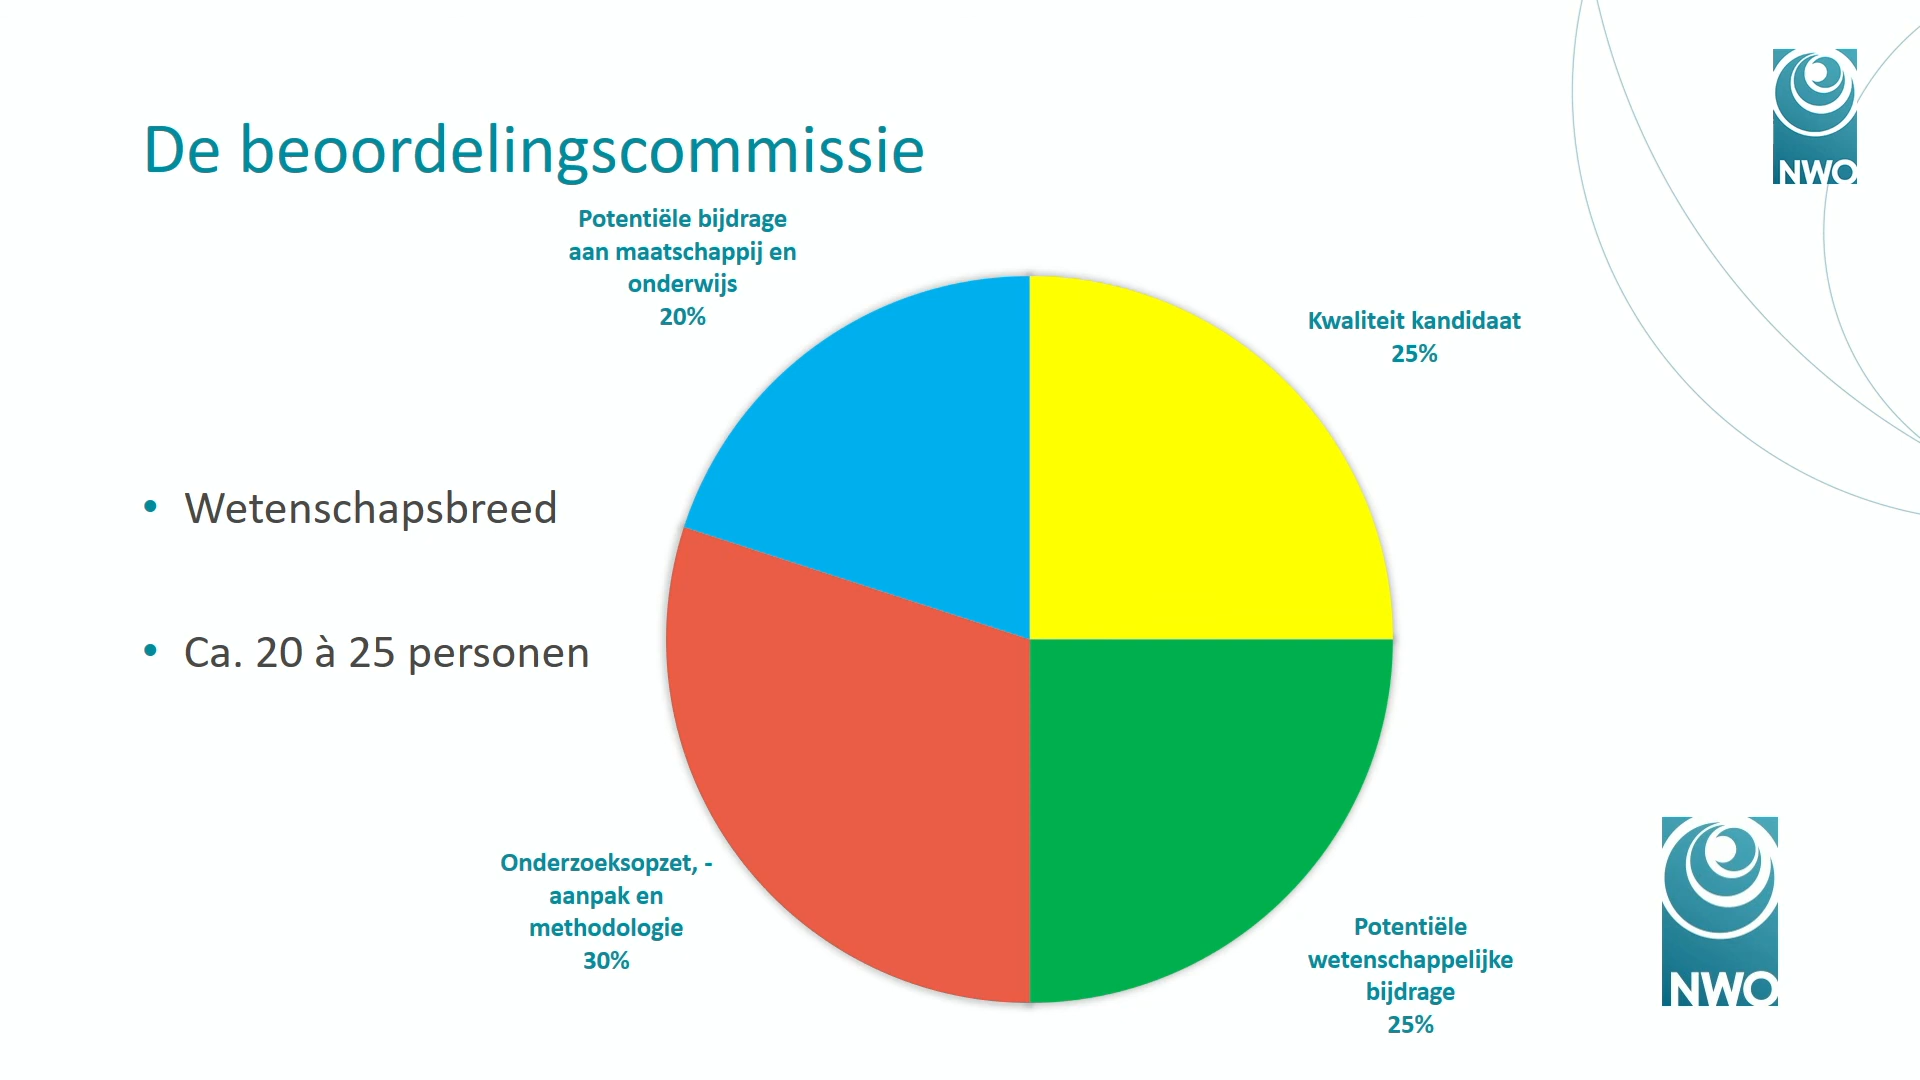 De beoordelingscommissie
NWO
Potentiële bijdrage
aan maatschappij en
onderwijs
20%
Kwaliteit kandidaat
25%
• Wetenschapsbreed
• Ca. 20 à 25 personen
Onderzoeksopzet, -
aanpak en
methodologie
30%
Potentiële
wetenschappelijke
bijdrage
25%
NWO